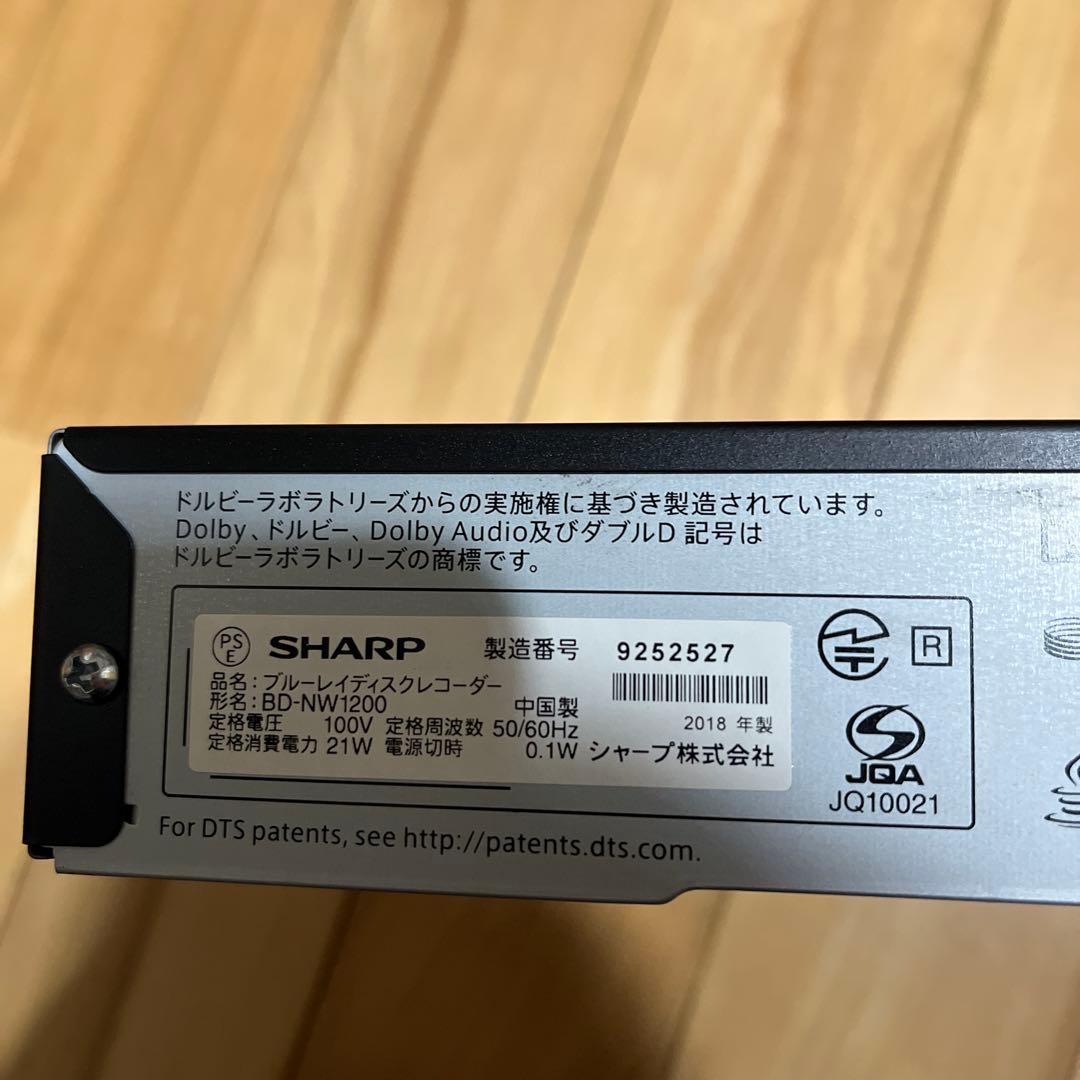 ドルビーラボラトリーズからの実施権に基づき製造されています。
Dolby、ドルビー、Dolby Audio及びダブルD 記号は
ドルビーラボラトリーズの商標です。
PS
E
SHARP 製造番号 9252527
品名：ブルーレイディスクレコーダー
形名：BD-NW1200 中国製
2018 年製
定格電圧 100V 定格周波数 50/60Hz
定格消費電力 21W 電源切時 0.1W シャープ株式会社
R
JQA
JQ10021
For DTS patents, see http://patents.dts.com.